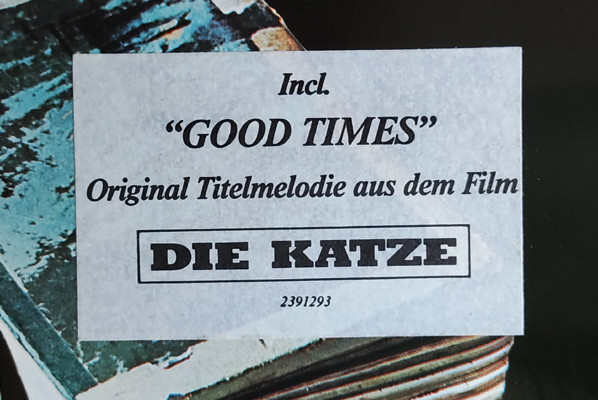 Incl.
“GOOD TIMES”
Original Titelmelodie aus dem Film
DIE KATZE
2391293